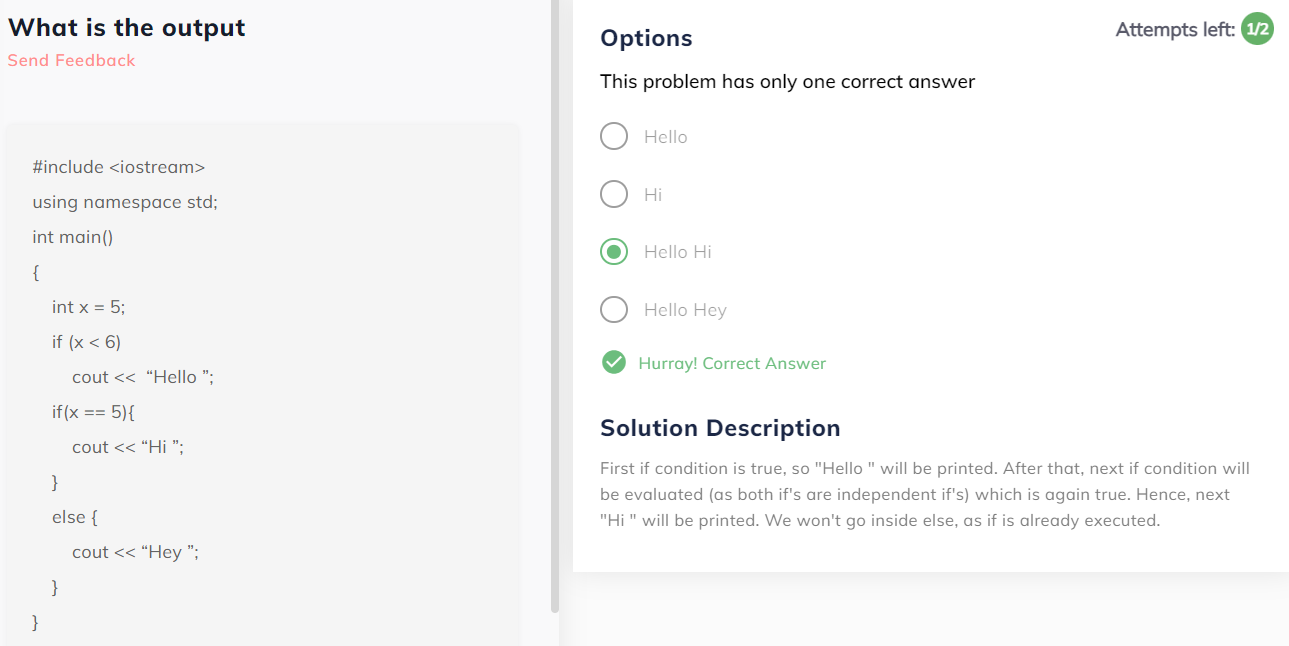 What is the output
Send Feedback
#include <iostream>
using namespace std;
int main()
{
int x = 5;
if (x < 6)
cout <<  “Hello ”;
if(x == 5){
cout << “Hi ”;
}
else {
cout << “Hey ”;
}
}
Options
Attempts left: 1/2
This problem has only one correct answer
Hello
Hi
Hello Hi
Hello Hey
Hurray! Correct Answer
Solution Description
First if condition is true, so "Hello " will be printed. After that, next if condition will
be evaluated (as both if's are independent if's) which is again true. Hence, next
"Hi " will be printed. We won't go inside else, as if is already executed.